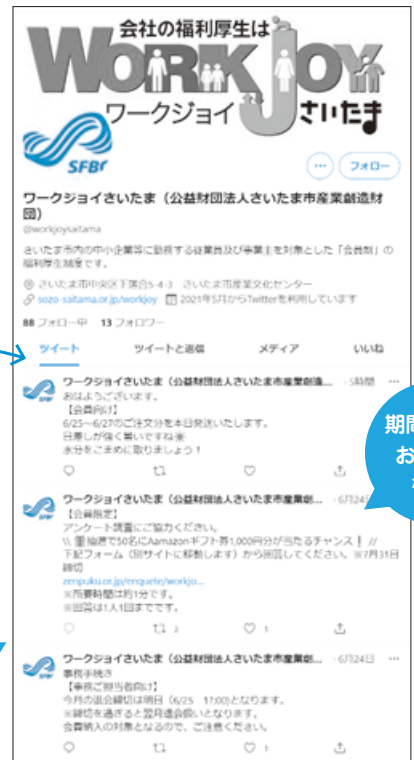 会社の福利厚生は
WORK JOY
ワークジョイ さいたま
SFBC
フォロー
ワークジョイさいたま（公益財団法人さいたま市産業創造財
団）
@workjoysaitama
さいたま市内の中小企業等に勤務する従業員及び事業主を対象とした「会員制」の
福利厚生制度です。
さいたま市中央区下落合5-4-3 さいたま市産業文化センター
sozo-saitama.or.jp/workjoy 2021年5月からTwitterを利用しています
88 フォロー中 13 フォロワー
ツイート ツイートと返信 メディア いいね
ワークジョイさいたま（公益財団法人さいたま市産業創造... ・5時間 ...
おはようございます。
【会員向け】
6/25～6/27のご注文分を本日発送いたします。
日差しが強く暑いですね☀
水分をこまめに取りましょう！
期間
お
ワークジョイさいたま（公益財団法人さいたま市産業創... ・6月24日
【会員限定】
アンケート調査にご協力ください。
\\ 抽選で50名にAamazonギフト券1,000円分が当たるチャンス！ //
下記フォーム（別サイトに移動します）から回答してください。※7月31日
締切
zenpuku.or.jp/enquete/workjo...
※所要時間は約1分です。
※回答は1人1回までです。
3 1
ワークジョイさいたま（公益財団法人さいたま市産業創... ・6月24日 ...
事務手続き
【事務ご担当者向け】
今月の退会締切は明日（6/25 17:00)となります。
※締切を過ぎると翌月退会扱いとなります。
会費納入の対象となるので、ご注意ください。
1